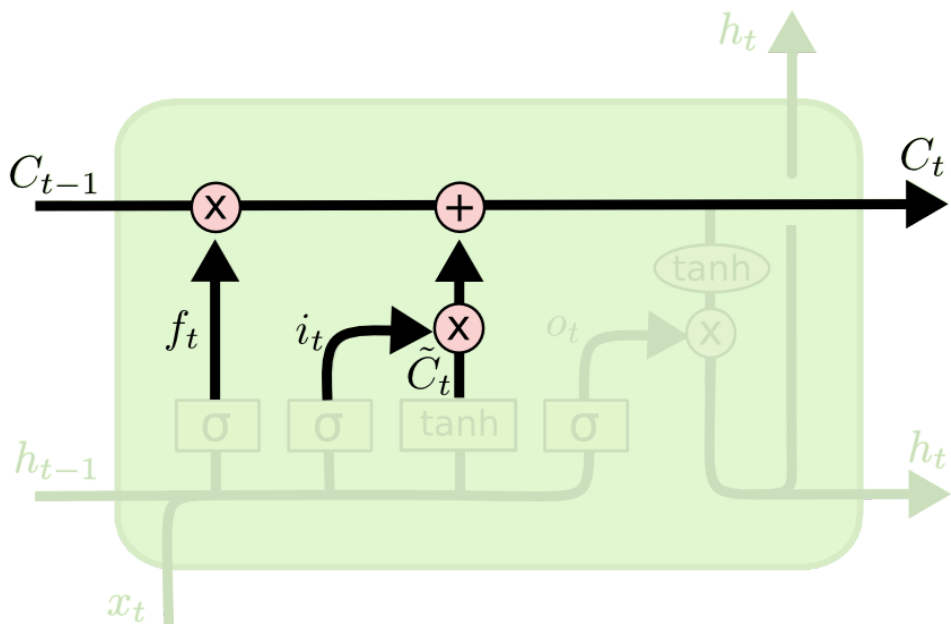 h_t
C_{t-1}
C_t
x
+
tanh
f_t
i_t
x
o_t
x
C̃_t
σ
σ
tanh
σ
h_{t-1}
h_t
x_t